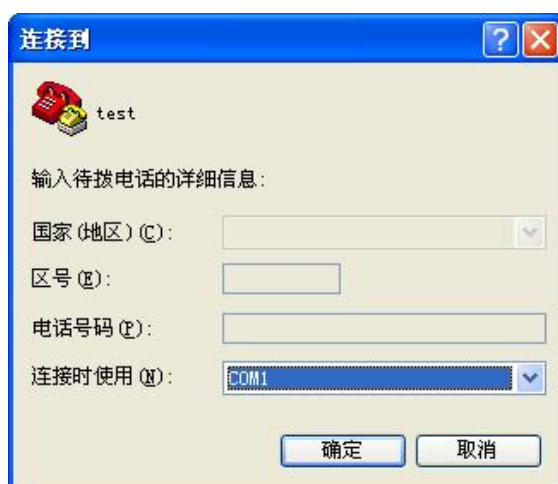 连接到
test
输入待拨电话的详细信息:
国家(地区)(C):
区号(E):
电话号码(P):
连接时使用(N): COM1
确定 取消